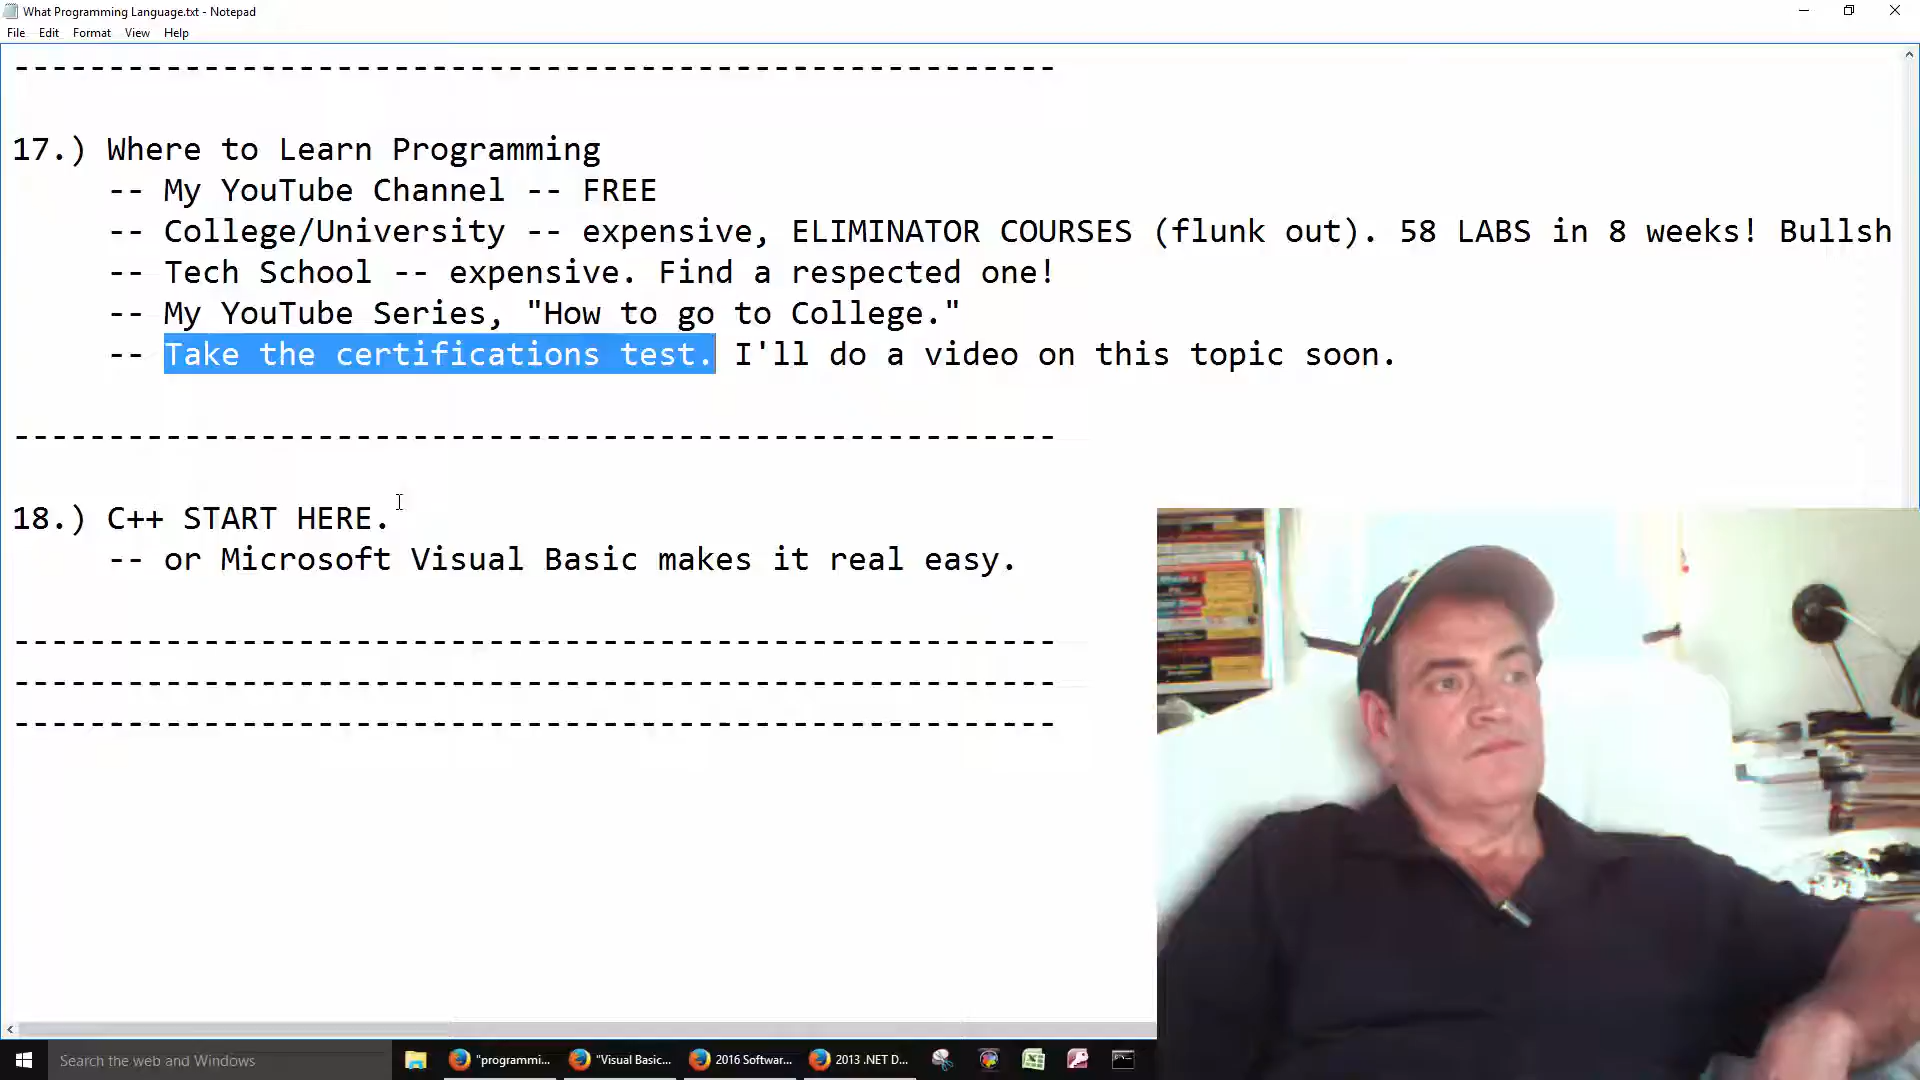 What Programming Language.txt - Notepad
File Edit Format View Help
-------------------------------------------------------
17.) Where to Learn Programming
-- My YouTube Channel -- FREE
-- College/University -- expensive, ELIMINATOR COURSES (flunk out). 58 LABS in 8 weeks! Bullsh
-- Tech School -- expensive. Find a respected one!
-- My YouTube Series, "How to go to College."
-- Take the certifications test. I'll do a video on this topic soon.
-------------------------------------------------------
18.) C++ START HERE.
-- or Microsoft Visual Basic makes it real easy.
-------------------------------------------------------
-------------------------------------------------------
-------------------------------------------------------
Search the web and Windows
"programmi...
"Visual Basic...
2016 Softwar...
2013 .NET D...